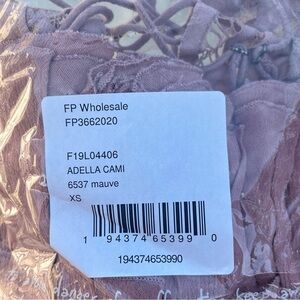 FP Wholesale
FP3662020
F19L04406
ADELLA CAMI
6537 mauve
XS
1 94374 65399 0
194374653990